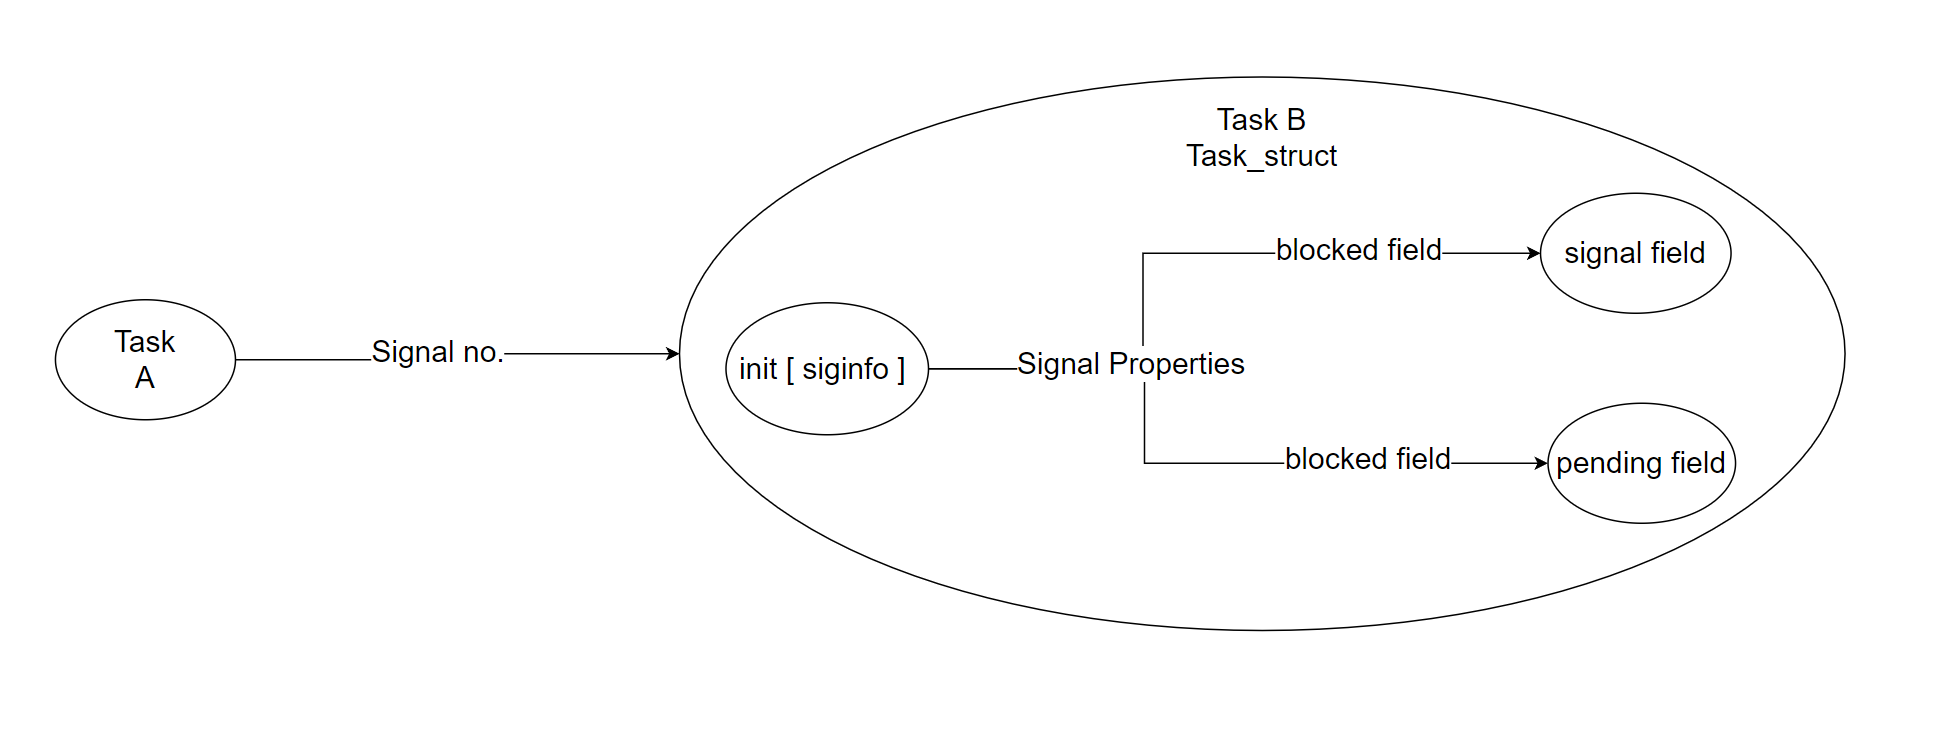 Task B
Task_struct
blocked field
signal field
Task
A
Signal no.
init [ siginfo ]
Signal Properties
blocked field
pending field